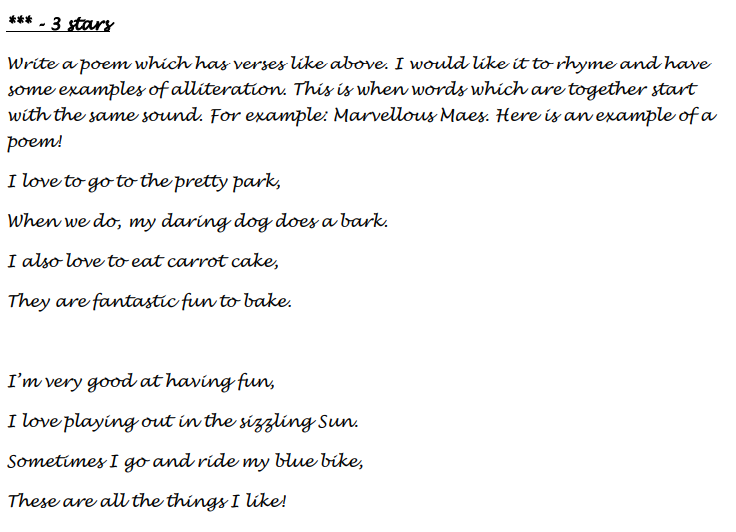 *** - 3 stars
Write a poem which has verses like above. I would like it to rhyme and have
some examples of alliteration. This is when words which are together start
with the same sound. For example: Marvellous Maes. Here is an example of a
poem!
I love to go to the pretty park,
When we do, my daring dog does a bark.
I also love to eat carrot cake,
They are fantastic fun to bake.
I'm very good at having fun,
I love playing out in the sizzling Sun.
Sometimes I go and ride my blue bike,
These are all the things I like!